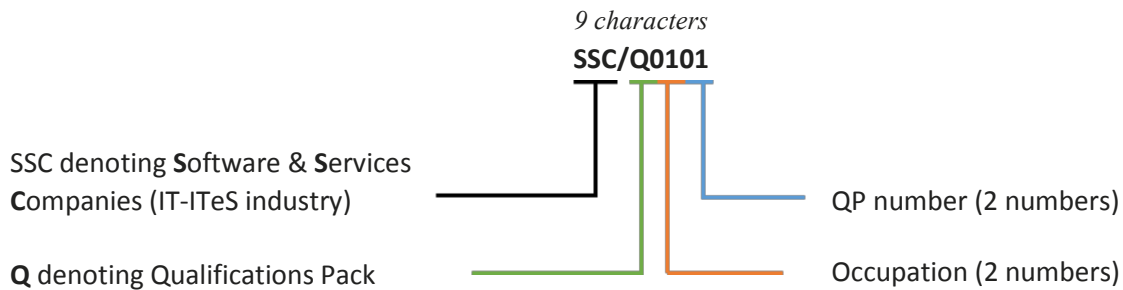 9 characters
SSC/Q0101
SSC denoting Software & Services
Companies (IT-ITeS industry)
QP number (2 numbers)
Q denoting Qualifications Pack
Occupation (2 numbers)